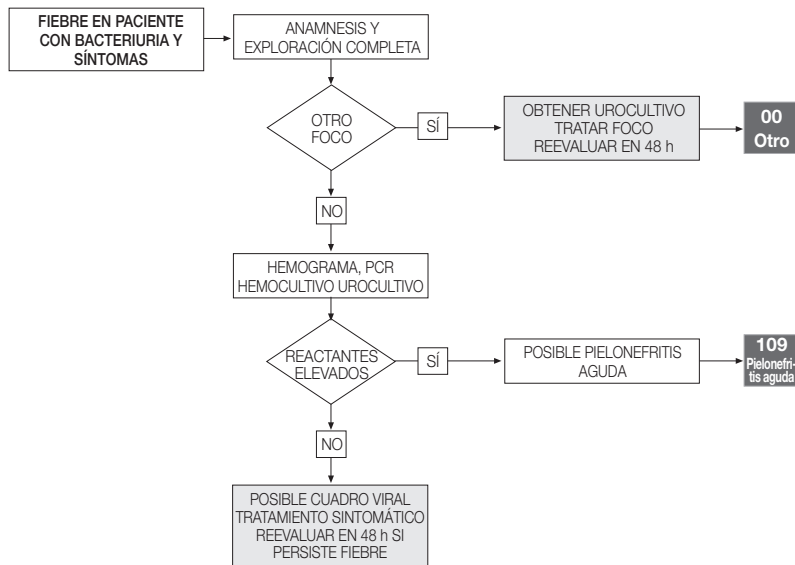 FIEBRE EN PACIENTE
CON BACTERIURIA Y
SÍNTOMAS
ANAMNESIS Y
EXPLORACIÓN COMPLETA
OTRO
FOCO
SÍ
OBTENER UROCULTIVO
TRATAR FOCO
REEVALUAR EN 48 h
00
Otro
NO
HEMOGRAMA, PCR
HEMOCULTIVO UROCULTIVO
REACTANTES
ELEVADOS
SÍ
POSIBLE PIELONEFRITIS
AGUDA
109
Pielonefri-
tis aguda
NO
POSIBLE CUADRO VIRAL
TRATAMIENTO SINTOMÁTICO
REEVALUAR EN 48 h SI
PERSISTE FIEBRE